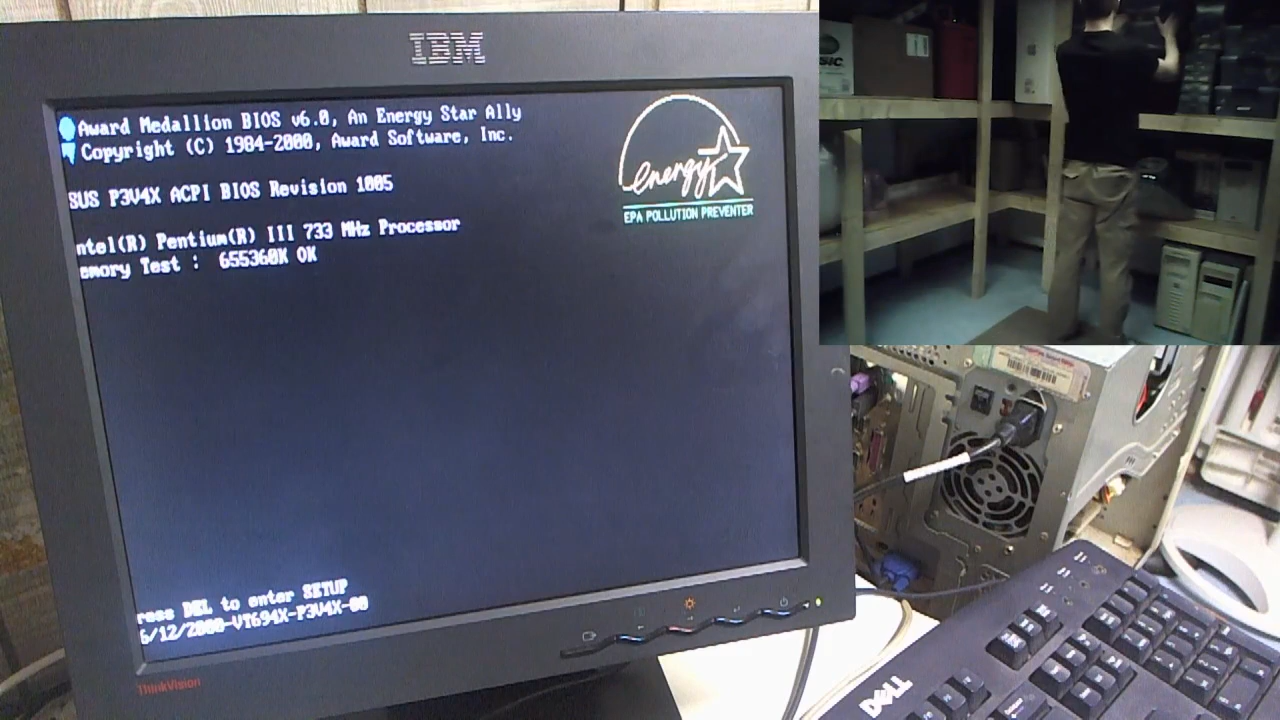 IBM
Award Medallion BIOS v6.0, An Energy Star Ally
Copyright (C) 1984-2000, Award Software, Inc.
energy
EPA POLLUTION PREVENTER
SUS P3V4X ACPI BIOS Revision 1005
ntel(R) Pentium(R) III 733 MHz Processor
emory Test : 655360K OK
ress DEL to enter SETUP
6/12/2000-VT694X-P3V4X-00
ThinkVision
DELL